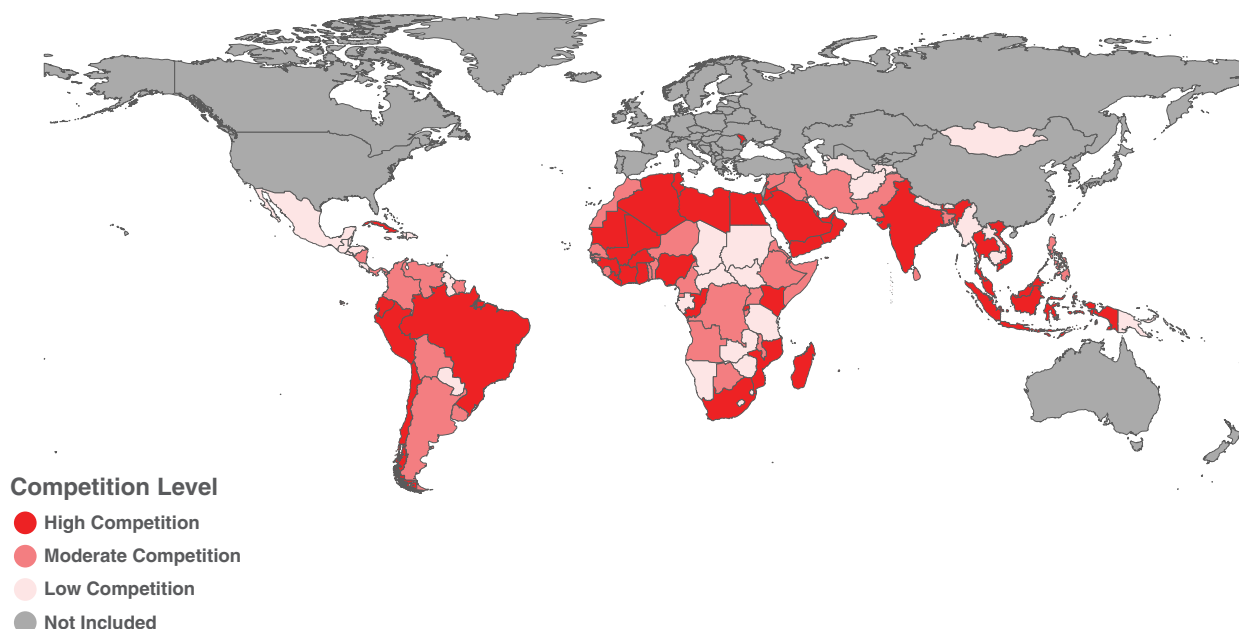 Competition Level
High Competition
Moderate Competition
Low Competition
Not Included